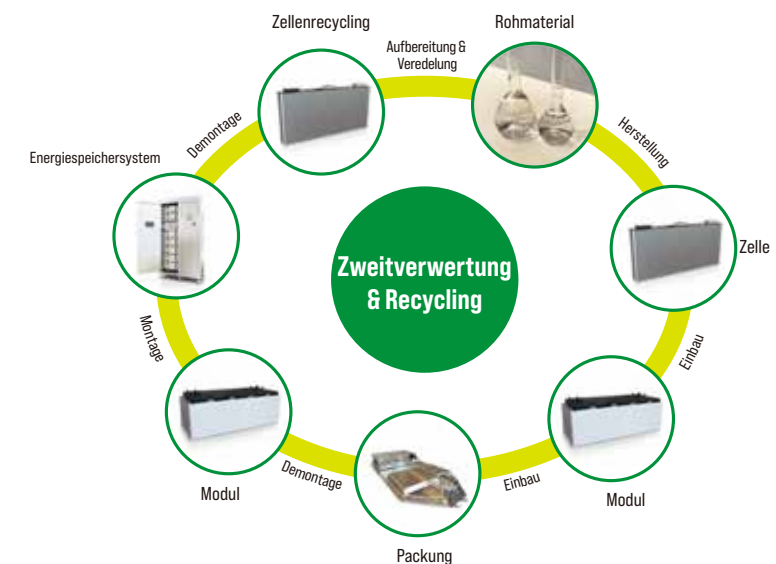 Zellenrecycling
Aufbereitung &
Veredelung
Rohmaterial
Herstellung
Zelle
Einbau
Modul
Einbau
Packung
Demontage
Modul
Montage
Energiespeichersystem
Demontage
Zweitverwertung
& Recycling